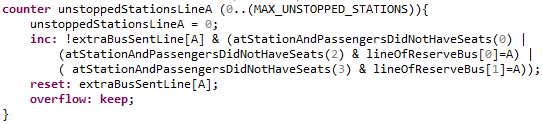 counter unstoppedStationsLineA (0..(MAX_UNSTOPPED_STATIONS)){
unstoppedStationsLineA = 0;
inc: !extraBusSentLine[A] & (atStationAndPassengersDidNotHaveSeats(0) |
(atStationAndPassengersDidNotHaveSeats(2) & lineOfReserveBus[0]=A) |
( atStationAndPassengersDidNotHaveSeats(3) & lineOfReserveBus[1]=A));
reset: extraBusSentLine[A];
overflow: keep;
}